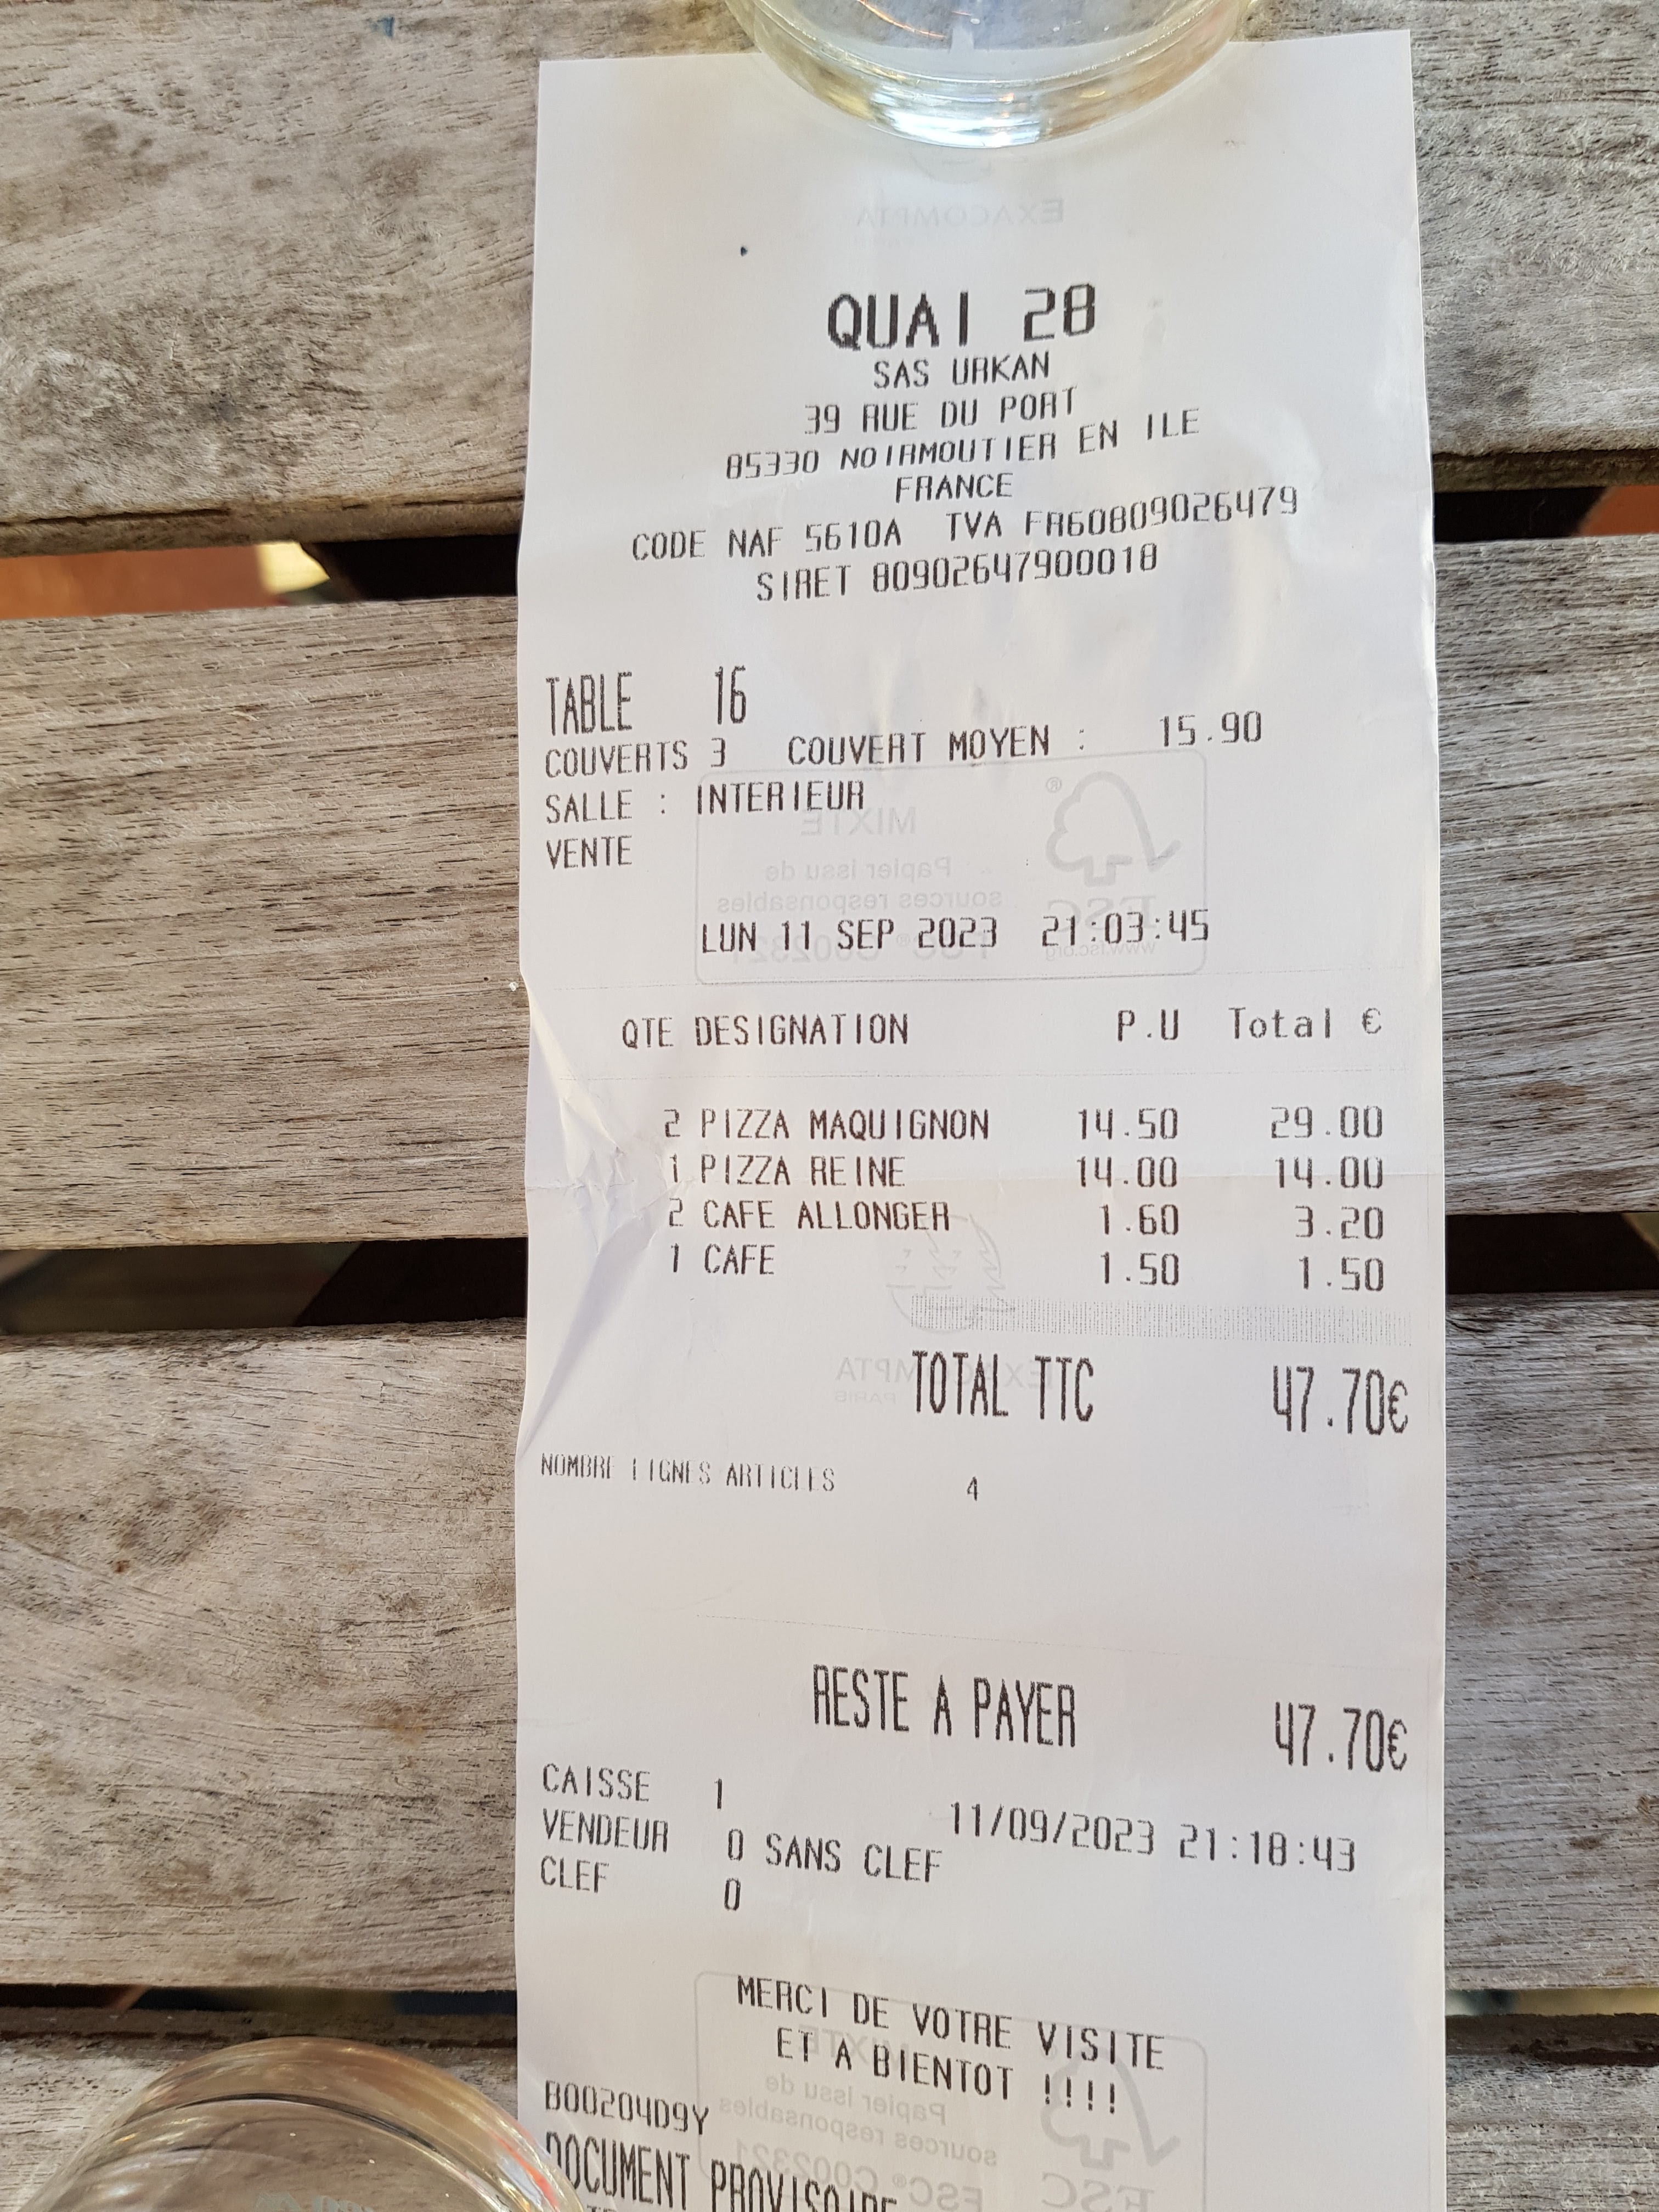 QUAI 28
SAS URKAN
39 RUE DU PORT
85330 NOIRMOUTIER EN ILE
FRANCE
CODE NAF 5610A TVA FR60809026479
SIRET 80902647900018
TABLE 16
COUVERTS 3 COUVERT MOYEN : 15.90
SALLE : INTERIEUR
VENTE
LUN 11 SEP 2023 21:03:45
QTE DESIGNATION P.U Total €
2 PIZZA MAQUIGNON 14.50 29.00
1 PIZZA REINE 14.00 14.00
2 CAFE ALLONGER 1.60 3.20
1 CAFE 1.50 1.50
TOTAL TTC 47.70€
NOMBRE LIGNES ARTICLES 4
RESTE A PAYER 47.70€
CAISSE 1
11/09/2023 21:18:43
VENDEUR 0 SANS CLEF
CLEF 0
MERCI DE VOTRE VISITE
ET A BIENTOT !!!!
B00204D9Y
DOCUMENT PROVISOIRE